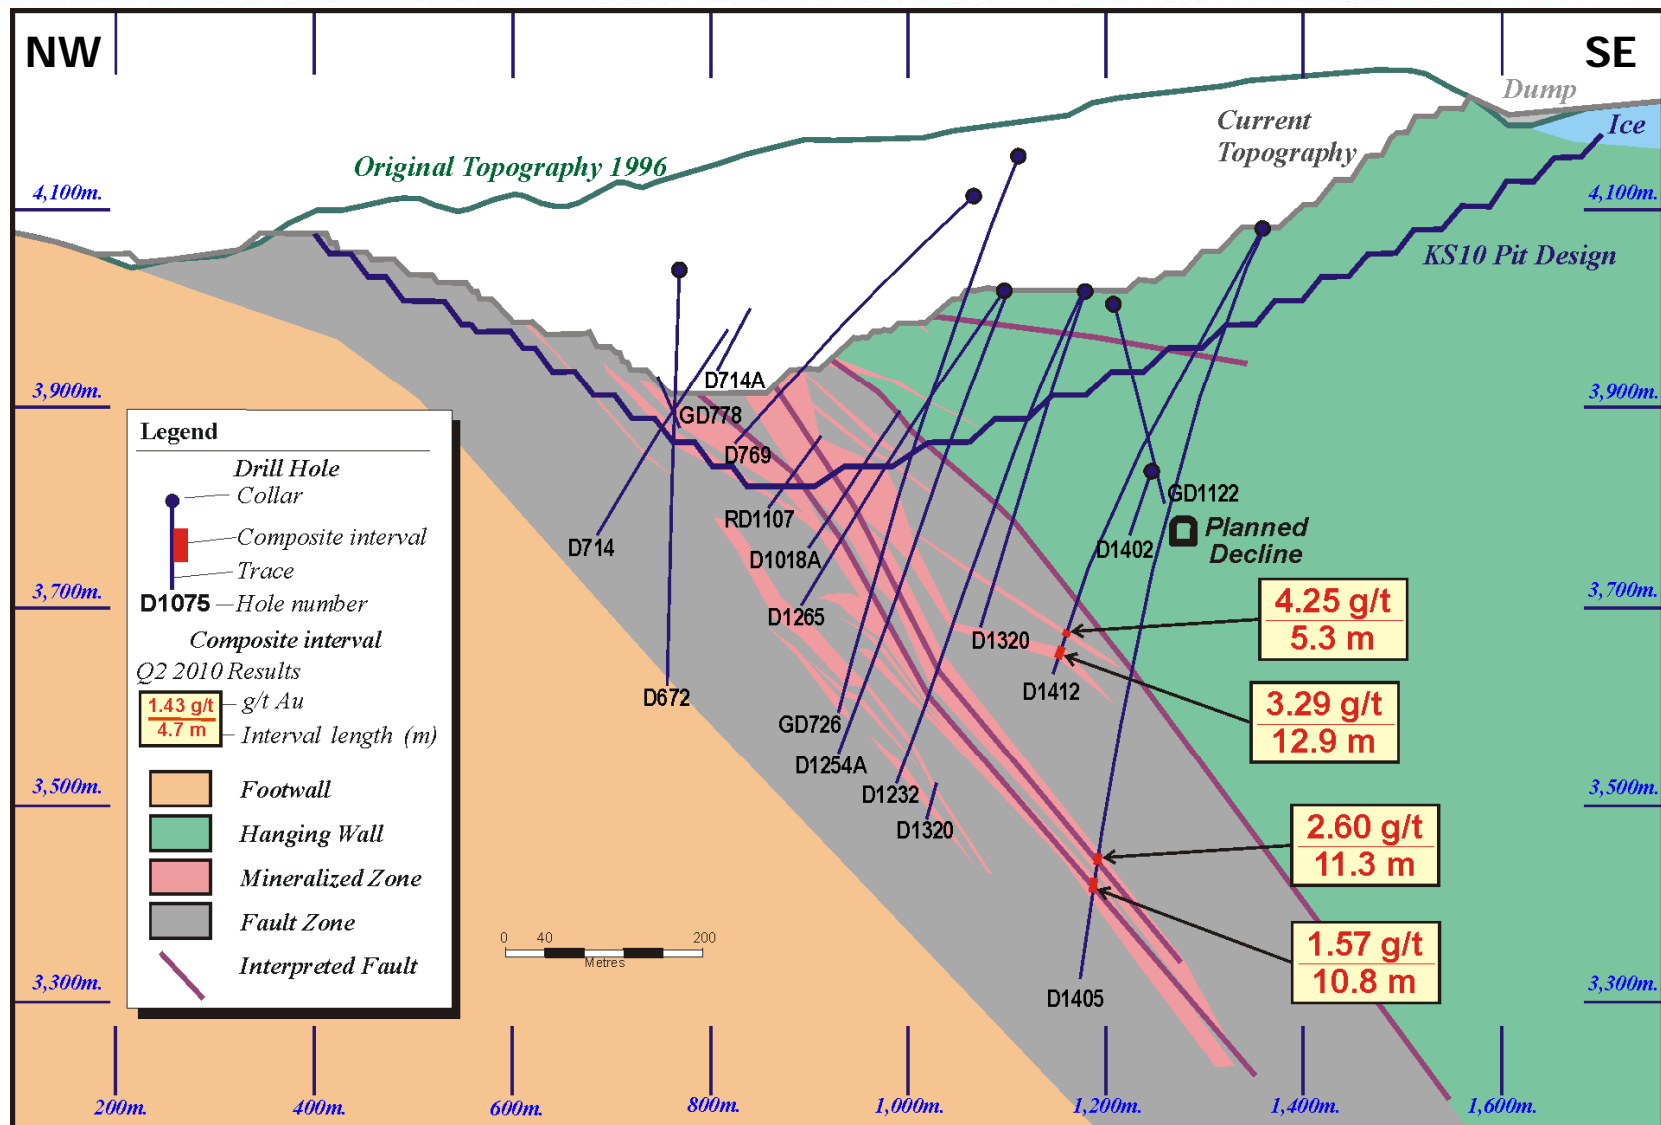 NW
SE
Dump
Ice
Current
Topography
Original Topography 1996
4,100m.
4,100m.
KS10 Pit Design
3,900m.
3,900m.
D714A
GD778
D769
RD1107
D714
D1018A
D1265
GD1122
D1402
Planned
Decline
3,700m.
3,700m.
D1320
D1412
D672
GD726
D1254A
D1232
D1320
D1405
4.25 g/t
5.3 m
3.29 g/t
12.9 m
2.60 g/t
11.3 m
1.57 g/t
10.8 m
3,500m.
3,500m.
3,300m.
3,300m.
Legend
Drill Hole
Collar
Composite interval
Trace
D1075 Hole number
Composite interval
Q2 2010 Results
1.43 g/t
4.7 m
g/t Au
Interval length (m)
Footwall
Hanging Wall
Mineralized Zone
Fault Zone
Interpreted Fault
0 40 200
Metres
200m. 400m. 600m. 800m. 1,000m. 1,200m. 1,400m. 1,600m.